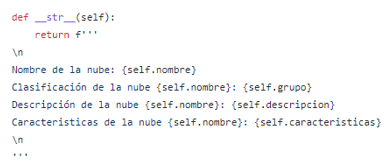 def __str__(self):
    return f'''
\n
Nombre de la nube: {self.nombre}
Clasificación de la nube {self.nombre}: {self.grupo}
Descripción de la nube {self.nombre}: {self.descripcion}
Caracteristicas de la nube {self.nombre}: {self.caracteristicas}
\n
'''